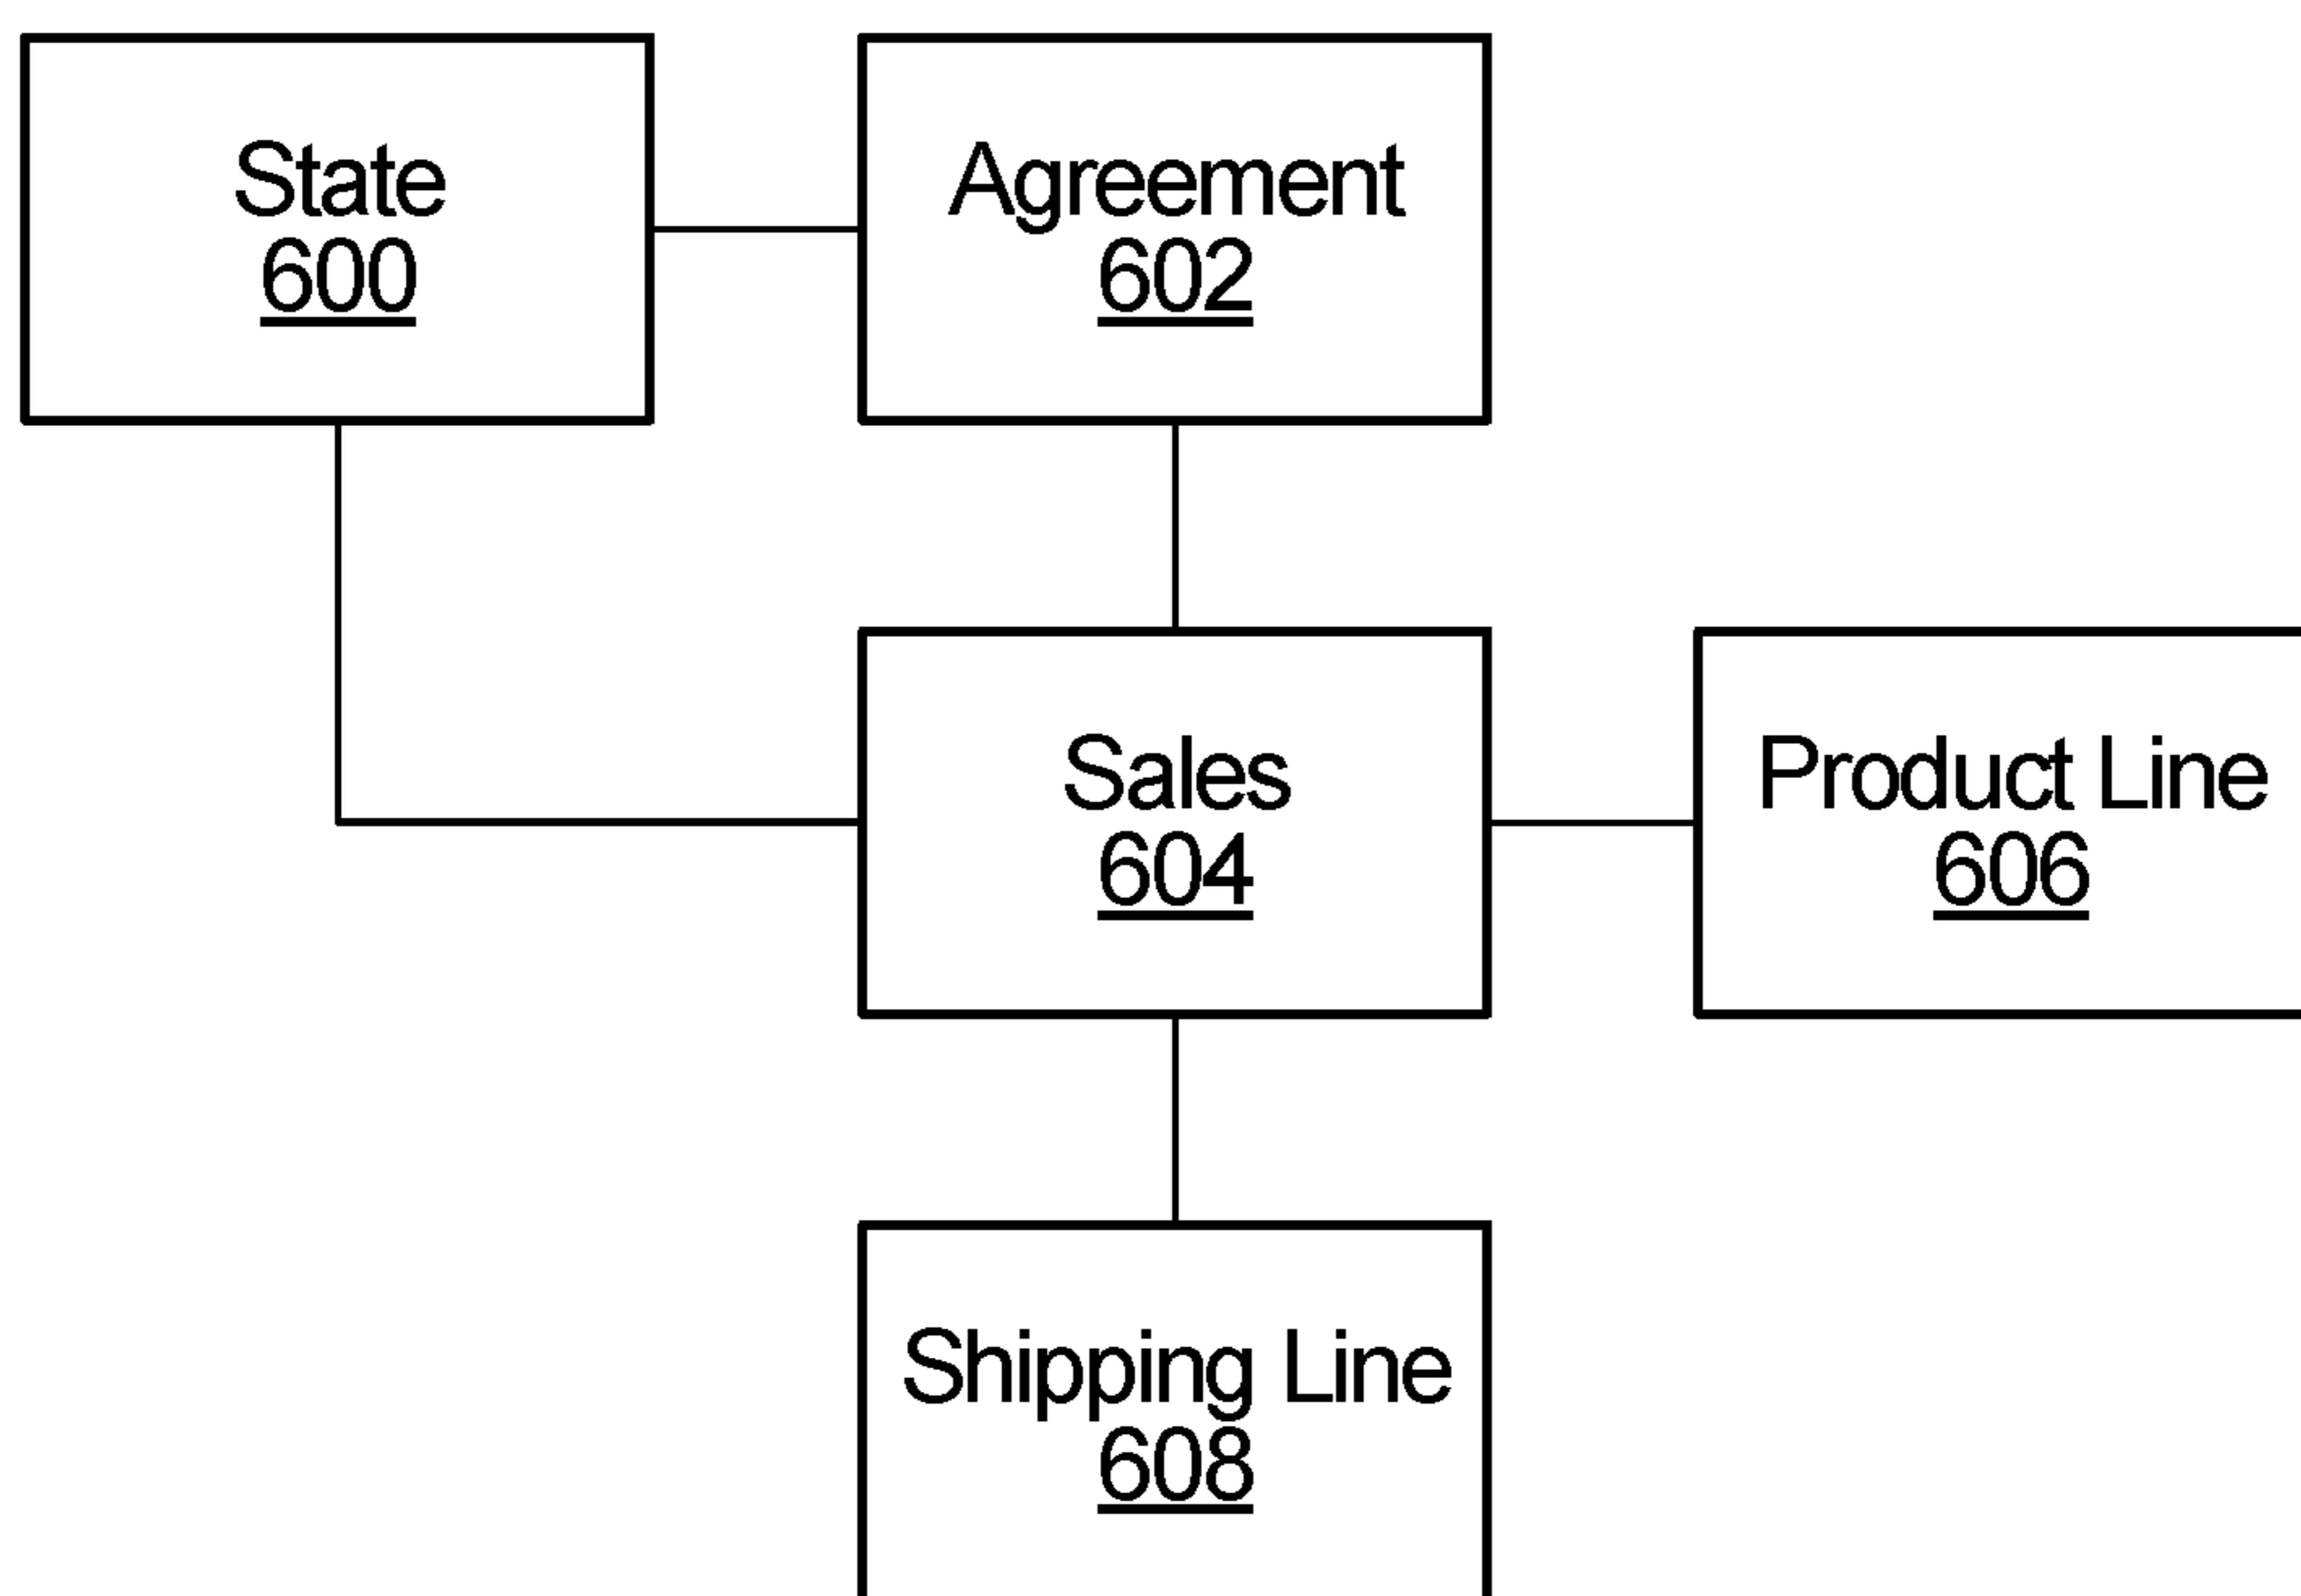 State
600
Agreement
602
Sales
604
Product Line
606
Shipping Line
608